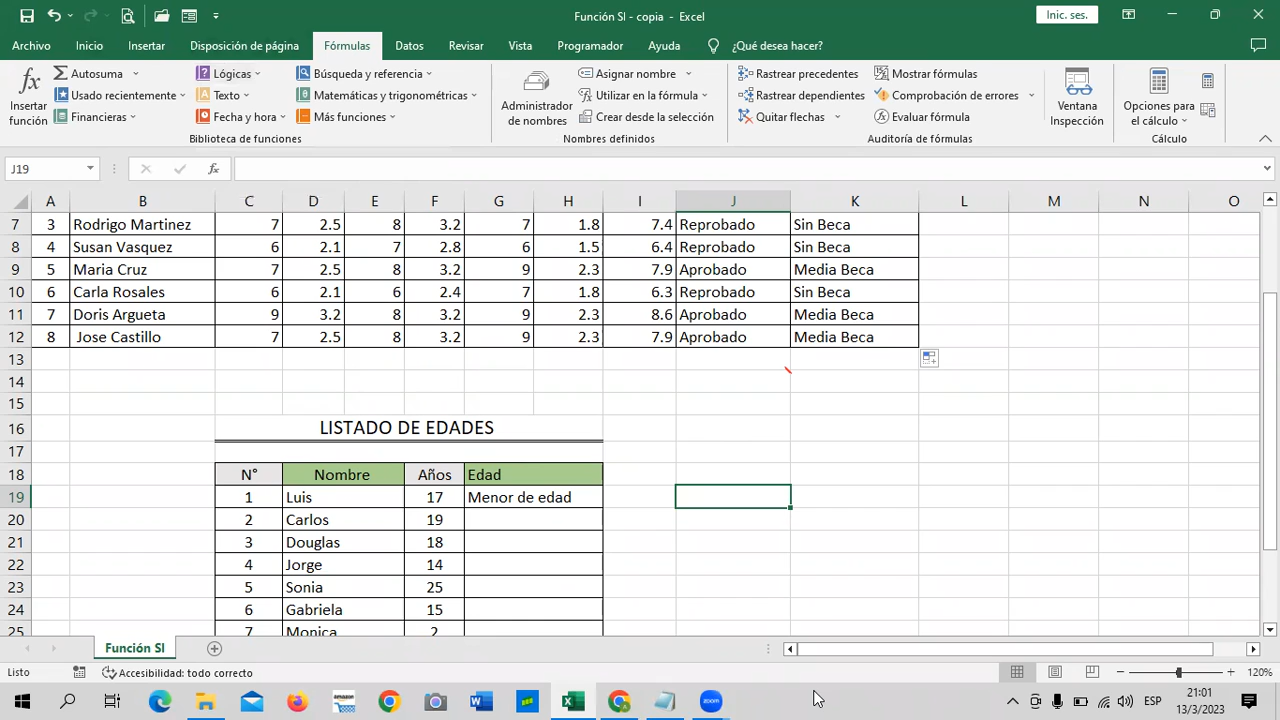 Función SI - copia - Excel
Inic. ses.
Archivo Inicio Insertar Disposición de página Fórmulas Datos Revisar Vista Programador Ayuda ¿Qué desea hacer?
Insertar función
Autosuma
Usado recientemente
Financieras
Lógicas
Texto
Fecha y hora
Búsqueda y referencia
Matemáticas y trigonométricas
Más funciones
Biblioteca de funciones
Administrador de nombres
Asignar nombre
Utilizar en la fórmula
Crear desde la selección
Nombres definidos
Rastrear precedentes
Rastrear dependientes
Quitar flechas
Mostrar fórmulas
Comprobación de errores
Evaluar fórmula
Auditoría de fórmulas
Ventana Inspección
Opciones para el cálculo
Cálculo
J19
fx
A B C D E F G H I J K L M N O
7 3 Rodrigo Martinez 7 2.5 8 3.2 7 1.8 7.4 Reprobado Sin Beca
8 4 Susan Vasquez 6 2.1 7 2.8 6 1.5 6.4 Reprobado Sin Beca
9 5 Maria Cruz 7 2.5 8 3.2 9 2.3 7.9 Aprobado Media Beca
10 6 Carla Rosales 6 2.1 6 2.4 7 1.8 6.3 Reprobado Sin Beca
11 7 Doris Argueta 9 3.2 8 3.2 9 2.3 8.6 Aprobado Media Beca
12 8 Jose Castillo 7 2.5 8 3.2 9 2.3 7.9 Aprobado Media Beca
13
14
15
16 LISTADO DE EDADES
17
18 N° Nombre Años Edad
19 1 Luis 17 Menor de edad
20 2 Carlos 19
21 3 Douglas 18
22 4 Jorge 14
23 5 Sonia 25
24 6 Gabriela 15
25 7 Monica 2
Función SI
Listo Accesibilidad: todo correcto 120%
zoom
ESP
21:01
13/3/2023